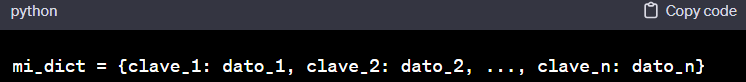 python
Copy code
mi_dict = {clave_1: dato_1, clave_2: dato_2, ..., clave_n: dato_n}